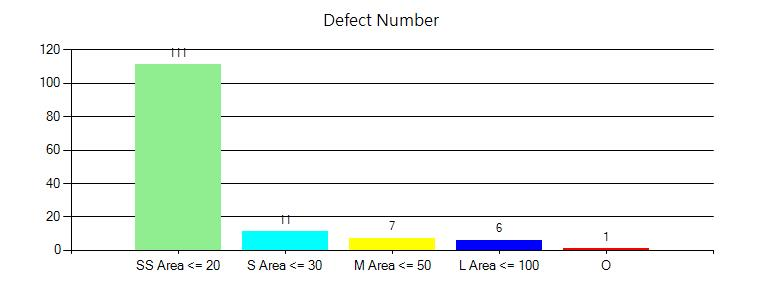 Defect Number
120
100
80
60
40
20
0
111
11
7
6
1
SS Area <= 20
S Area <= 30
M Area <= 50
L Area <= 100
O